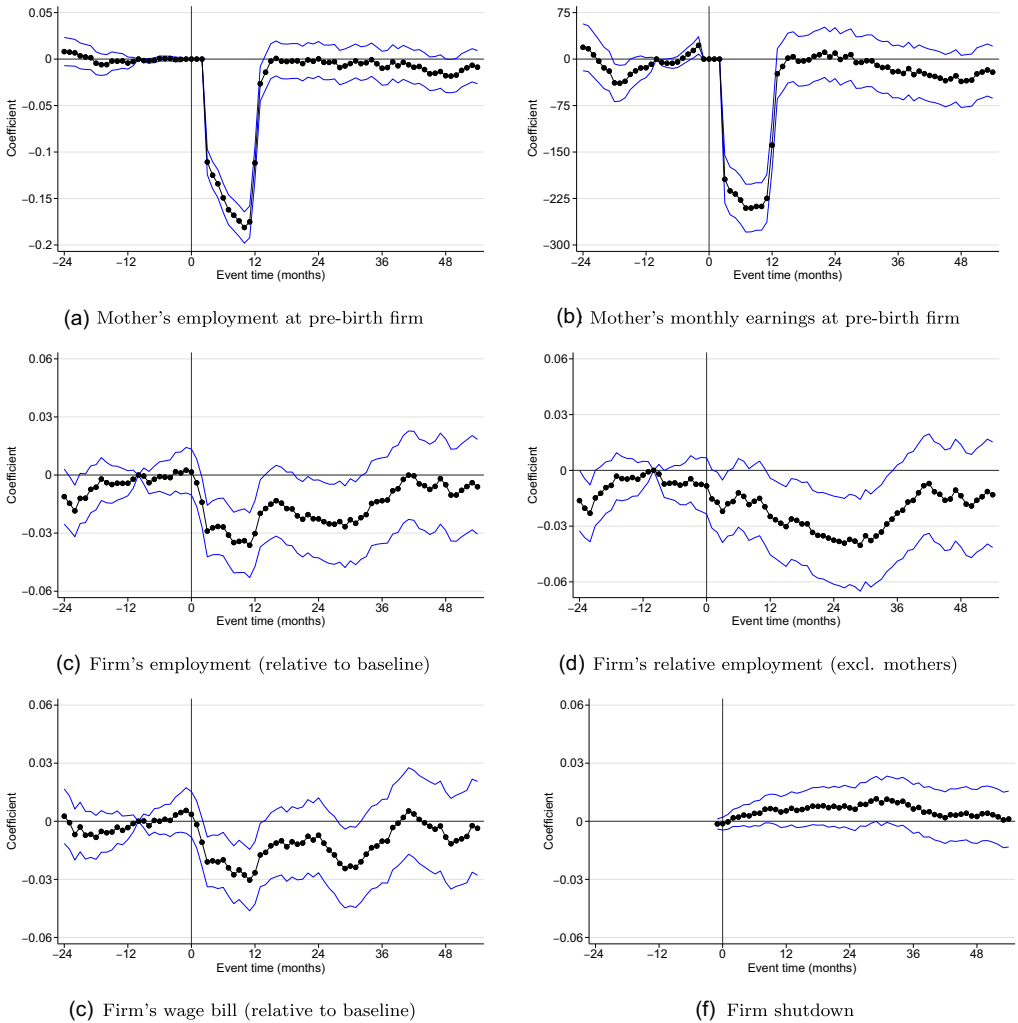 0.05
0
−0.05
−0.1
−0.15
−0.2
Coefficient
−24 −12 0 12 24 36 48
Event time (months)
(a) Mother's employment at pre-birth firm
75
0
−75
−150
−225
−300
Coefficient
−24 −12 0 12 24 36 48
Event time (months)
(b) Mother's monthly earnings at pre-birth firm
0.06
0.03
0
−0.03
−0.06
Coefficient
−24 −12 0 12 24 36 48
Event time (months)
(c) Firm's employment (relative to baseline)
0.06
0.03
0
−0.03
−0.06
Coefficient
−24 −12 0 12 24 36 48
Event time (months)
(d) Firm's relative employment (excl. mothers)
0.06
0.03
0
−0.03
−0.06
Coefficient
−24 −12 0 12 24 36 48
Event time (months)
(c) Firm's wage bill (relative to baseline)
0.06
0.03
0
−0.03
−0.06
Coefficient
−24 −12 0 12 24 36 48
Event time (months)
(f) Firm shutdown